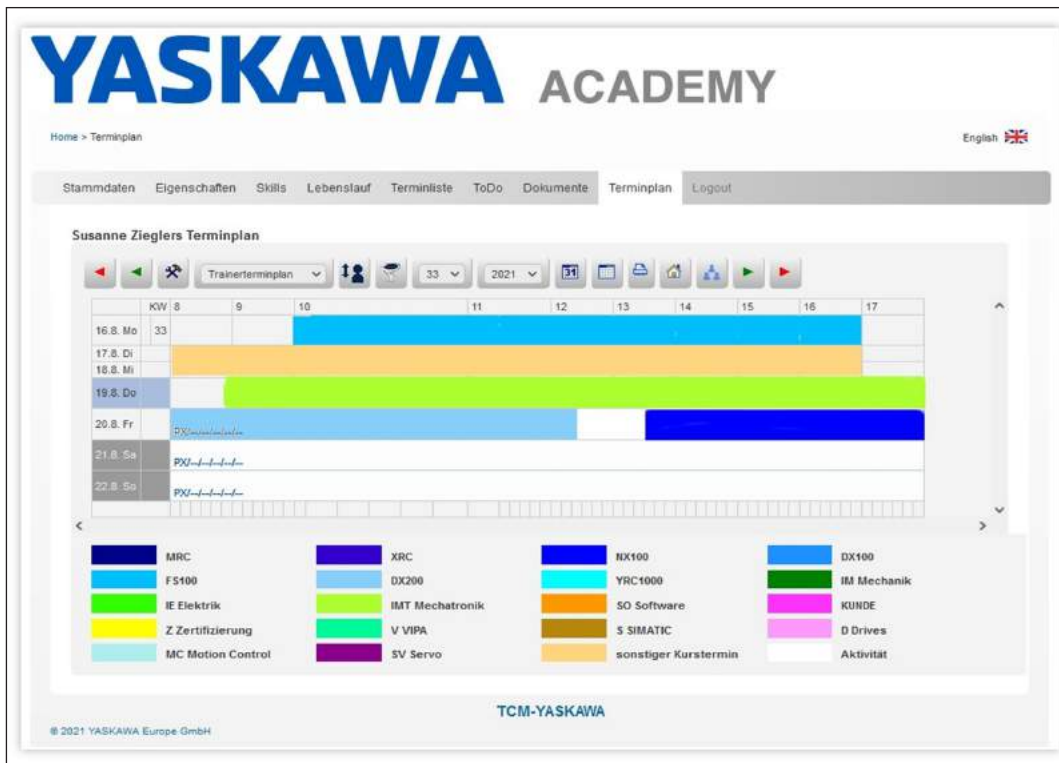 YASKAWA ACADEMY
Home > Terminplan
English
Stammdaten Eigenschaften Skills Lebenslauf Terminliste ToDo Dokumente Terminplan Logout
Susanne Zieglers Terminplan
Trainerterminplan 33 2021 31
KW 8 9 10 11 12 13 14 15 16 17
16.8. Mo 33
17.8. Di
18.8. Mi
19.8. Do
20.8. Fr PX/--/--/--/--/--
21.8. Sa PX/--/--/--/--/--
22.8. So PX/--/--/--/--/--
MRC XRC NX100 DX100
FS100 DX200 YRC1000 IM Mechanik
IE Elektrik IMT Mechatronik SO Software KUNDE
Z Zertifizierung V VIPA S SIMATIC D Drives
MC Motion Control SV Servo sonstiger Kurstermin Aktivität
TCM-YASKAWA
© 2021 YASKAWA Europe GmbH